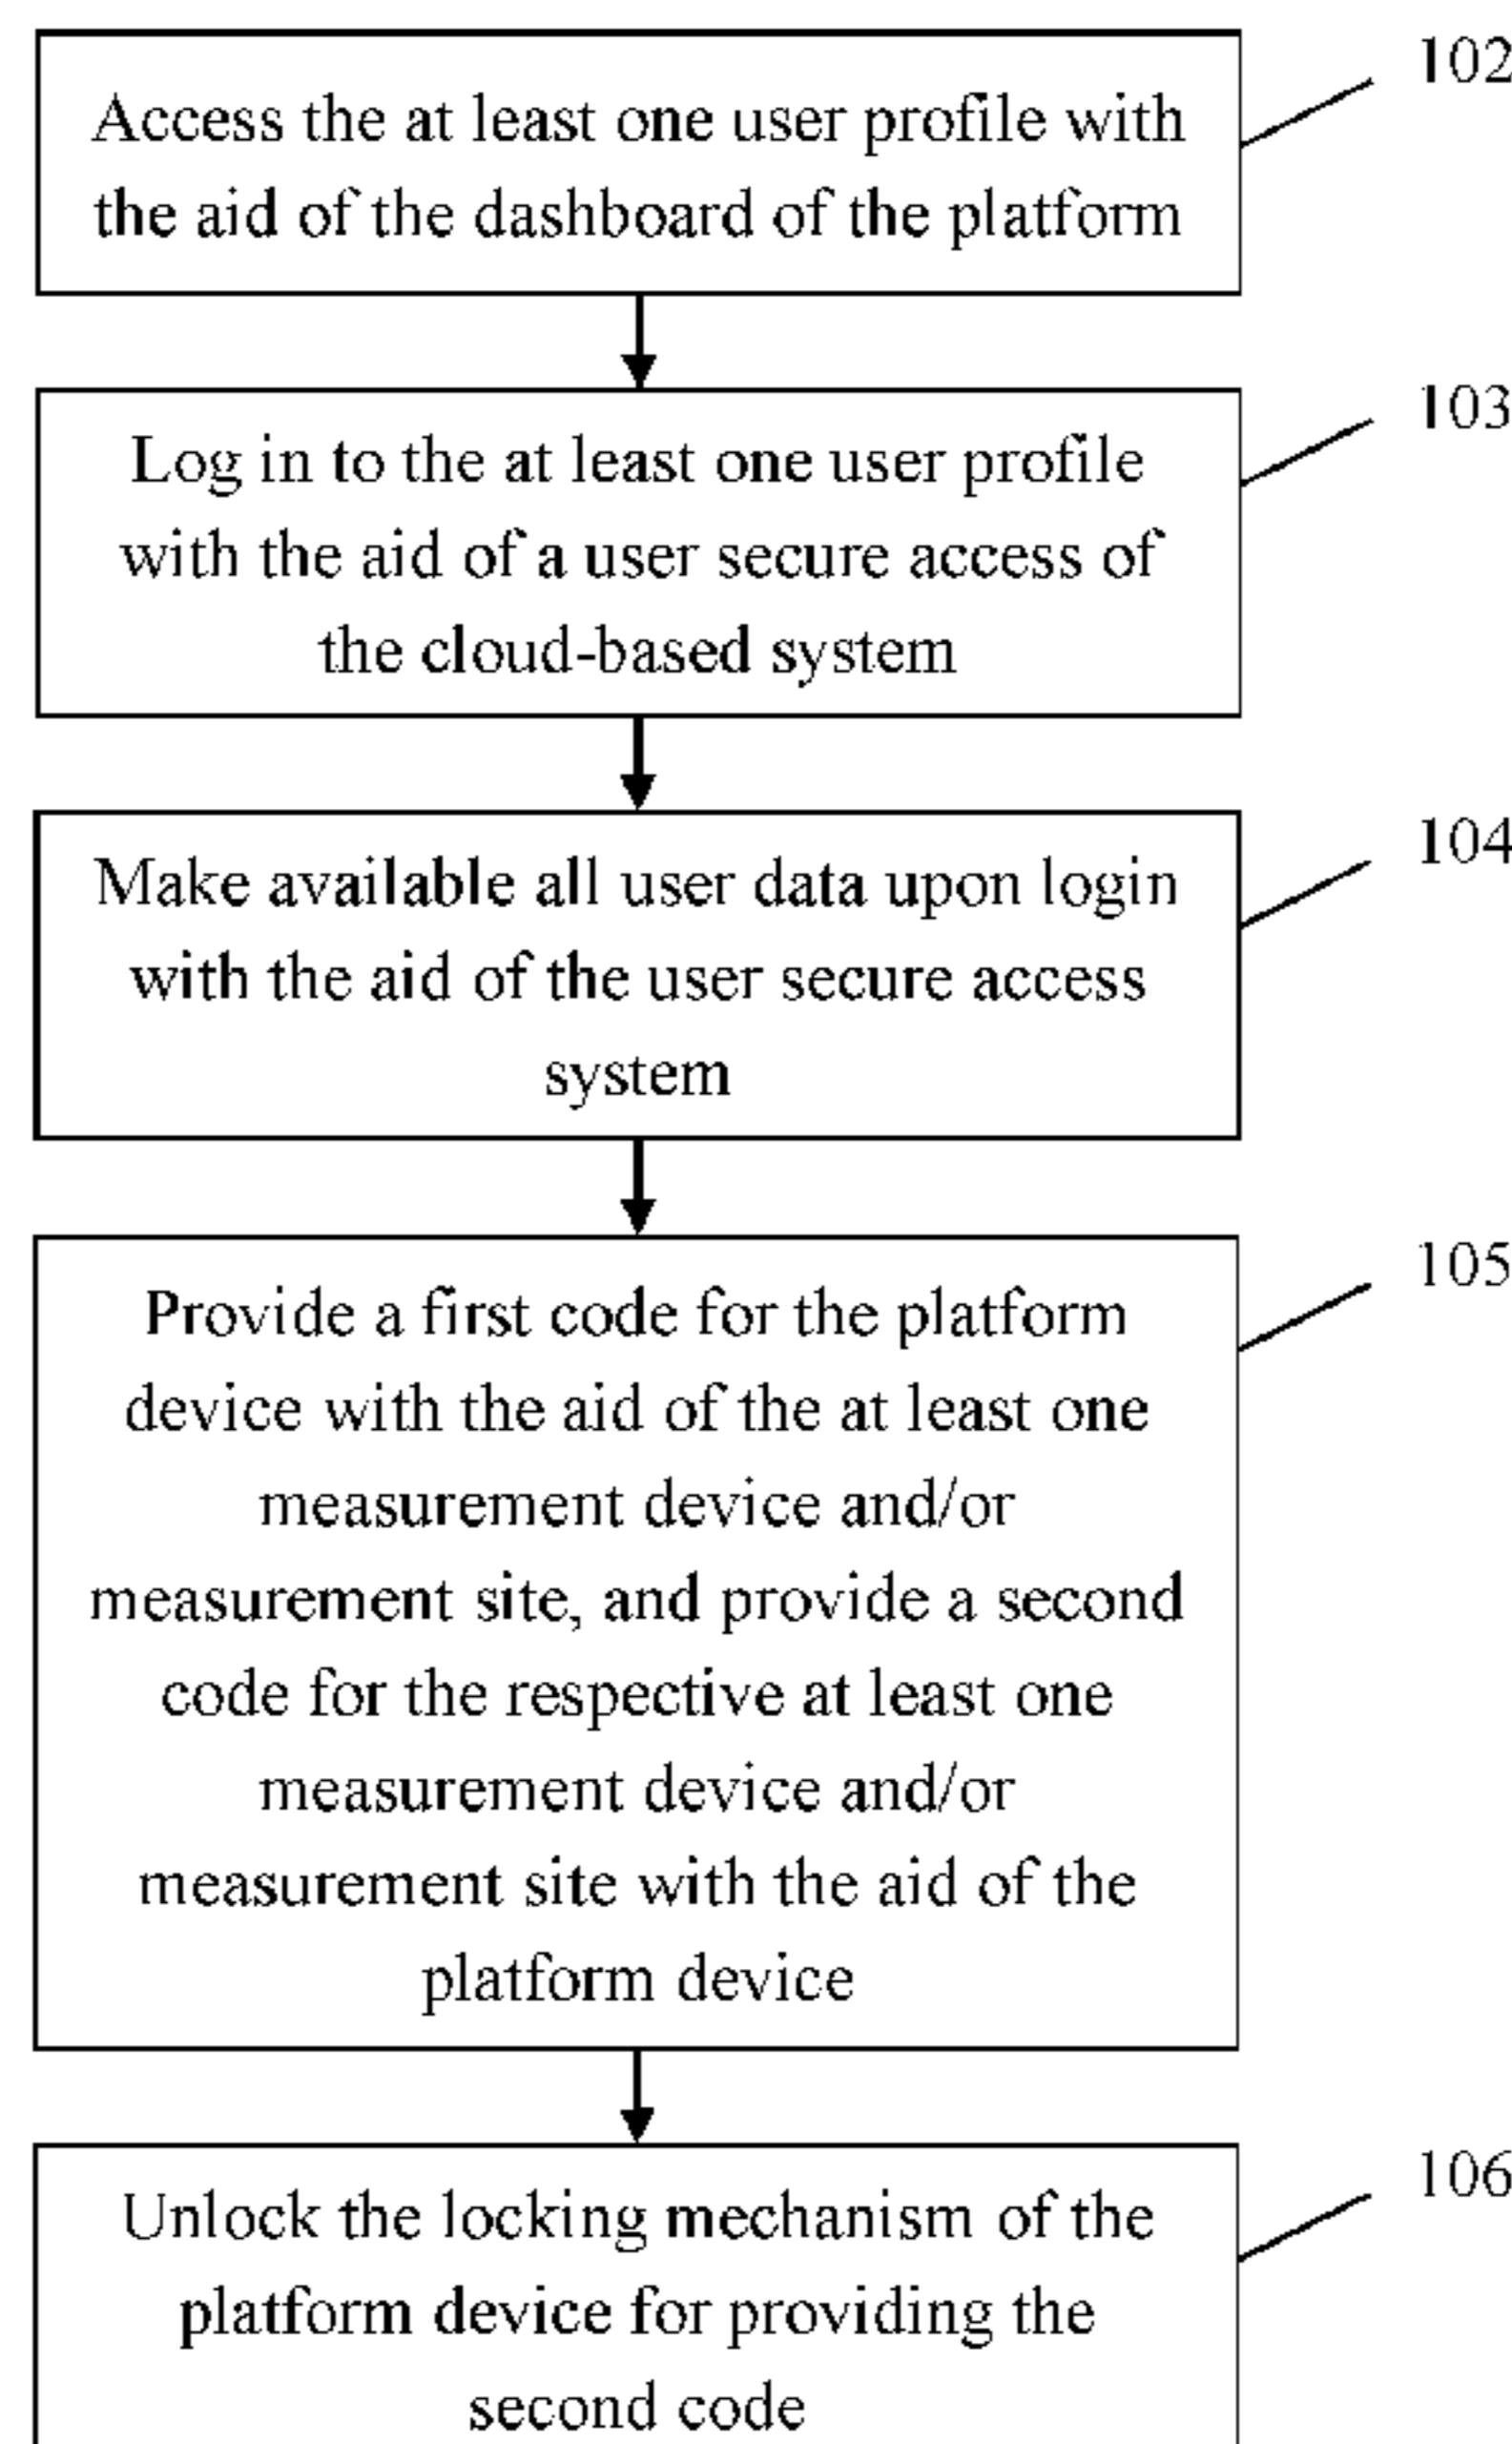 102
Access the at least one user profile with
the aid of the dashboard of the platform
103
Log in to the at least one user profile
with the aid of a user secure access of
the cloud-based system
104
Make available all user data upon login
with the aid of the user secure access
system
105
Provide a first code for the platform
device with the aid of the at least one
measurement device and/or
measurement site, and provide a second
code for the respective at least one
measurement device and/or
measurement site with the aid of the
platform device
106
Unlock the locking mechanism of the
platform device for providing the
second code